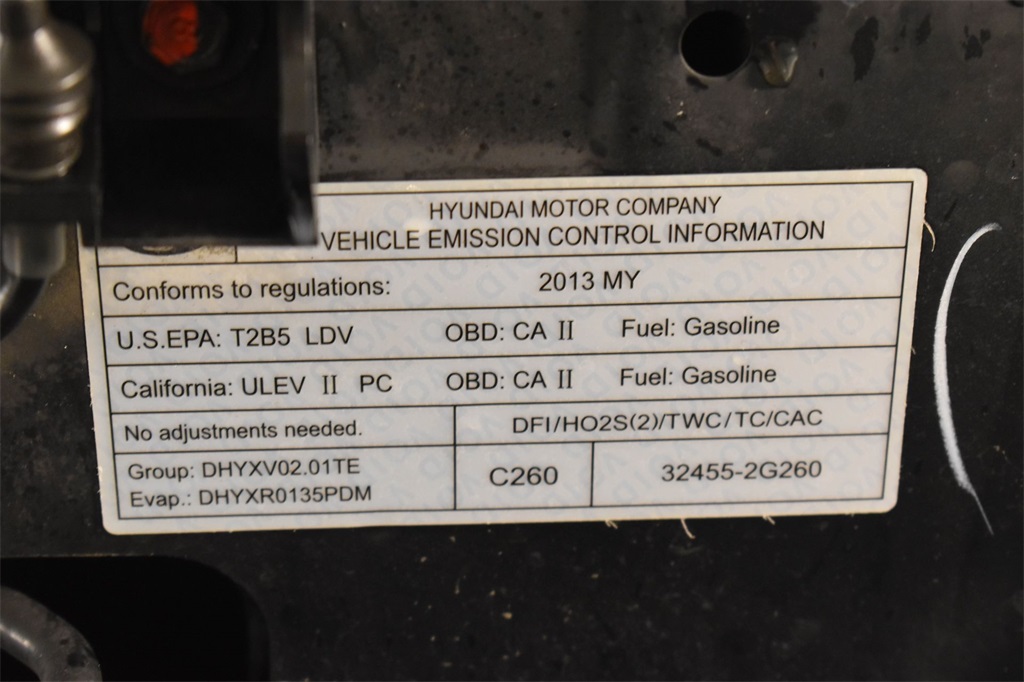 HYUNDAI MOTOR COMPANY
VEHICLE EMISSION CONTROL INFORMATION
Conforms to regulations: 2013 MY
U.S.EPA: T2B5 LDV OBD: CA II Fuel: Gasoline
California: ULEV II PC OBD: CA II Fuel: Gasoline
No adjustments needed. DFI/HO2S(2)/TWC/TC/CAC
Group: DHYXV02.01TE
Evap.: DHYXR0135PDM
C260 32455-2G260